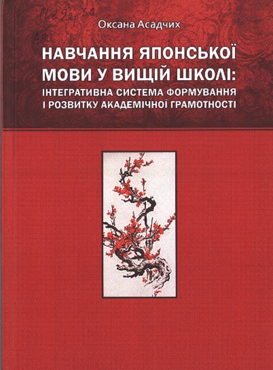 Оксана Асадчих
НАВЧАННЯ ЯПОНСЬКОЇ
МОВИ У ВИЩІЙ ШКОЛІ:
ІНТЕГРАТИВНА СИСТЕМА ФОРМУВАННЯ
І РОЗВИТКУ АКАДЕМІЧНОЇ ГРАМОТНОСТІ